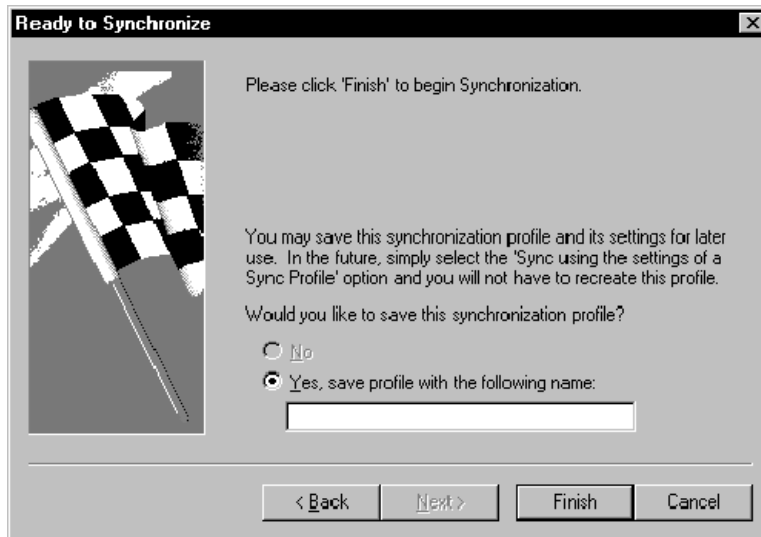 Ready to Synchronize
Please click 'Finish' to begin Synchronization.
You may save this synchronization profile and its settings for later
use.  In the future, simply select the 'Sync using the settings of a
Sync Profile' option and you will not have to recreate this profile.
Would you like to save this synchronization profile?
No
Yes, save profile with the following name:
< Back
Next >
Finish
Cancel